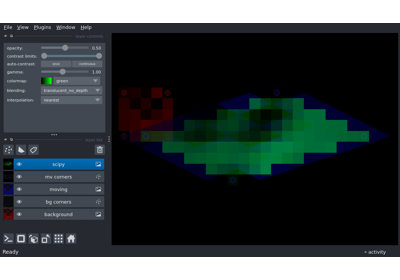 File View Plugins Window Help
opacity: 0.50
contrast limits:
auto-contrast: once continuous
gamma: 1.00
colormap: green
blending: translucent_no_depth
interpolation: nearest
scipy
mv corners
moving
bg corners
background
Ready
activity